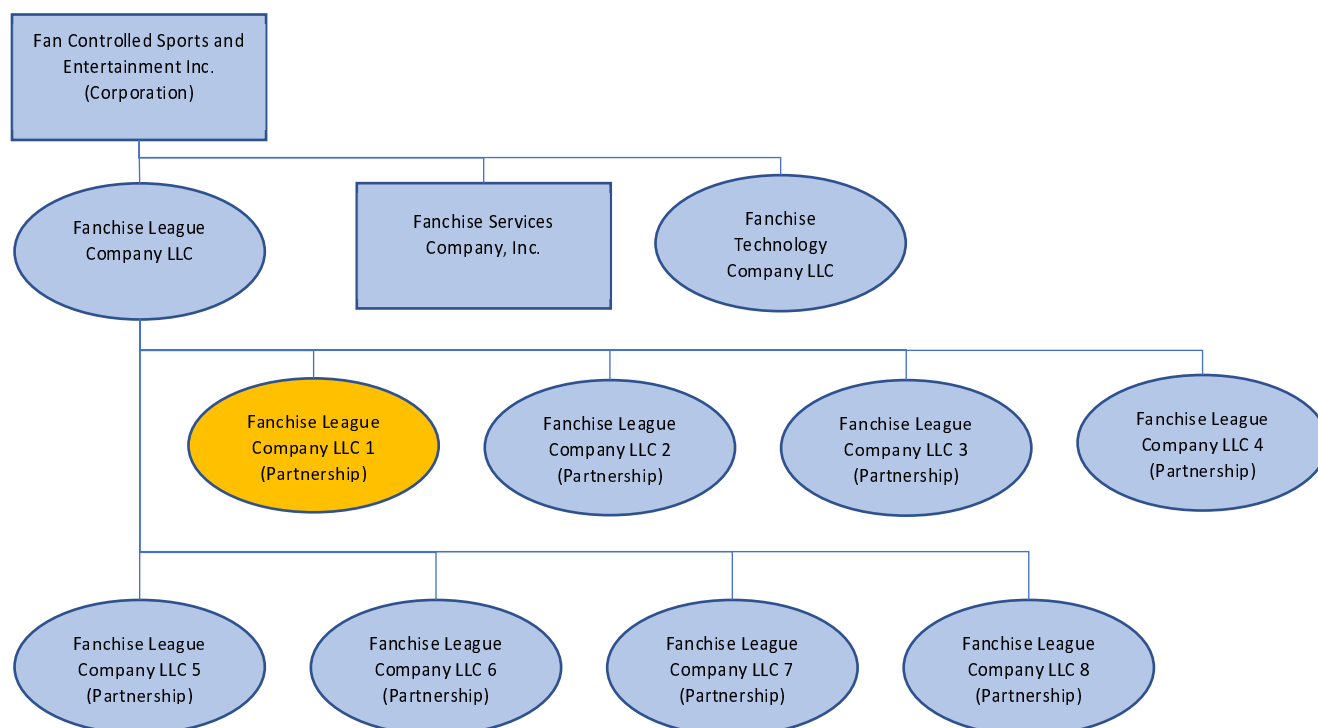 Fan Controlled Sports and
Entertainment Inc.
(Corporation)
Fanchise League
Company LLC
Fanchise Services
Company, Inc.
Fanchise
Technology
Company LLC
Fanchise League
Company LLC 1
(Partnership)
Fanchise League
Company LLC 2
(Partnership)
Fanchise League
Company LLC 3
(Partnership)
Fanchise League
Company LLC 4
(Partnership)
Fanchise League
Company LLC 5
(Partnership)
Fanchise League
Company LLC 6
(Partnership)
Fanchise League
Company LLC 7
(Partnership)
Fanchise League
Company LLC 8
(Partnership)